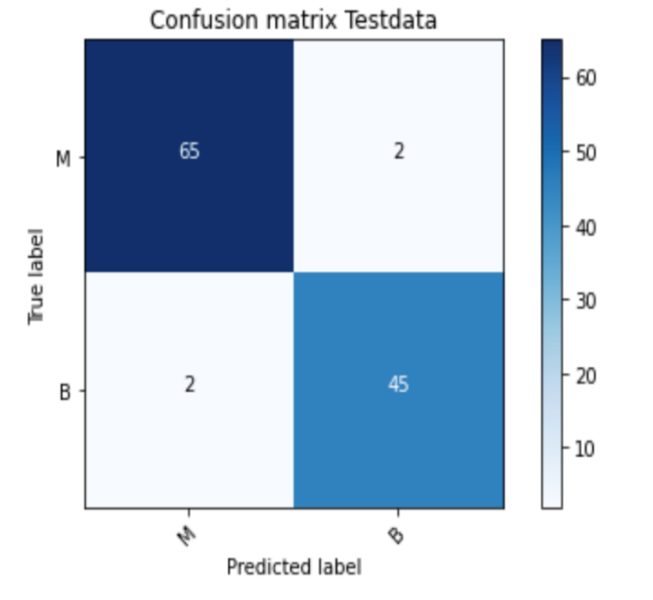 Confusion matrix Testdata
True label
M
65
2
B
2
45
M
B
Predicted label
60
50
40
30
20
10